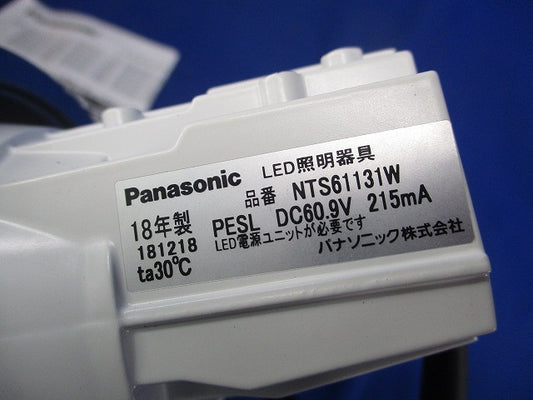 Panasonic LED照明器具
品番 NTS61131W
18年製 PESL DC60.9V 215mA
181218 LED電源ユニットが必要です
ta30℃ パナソニック株式会社